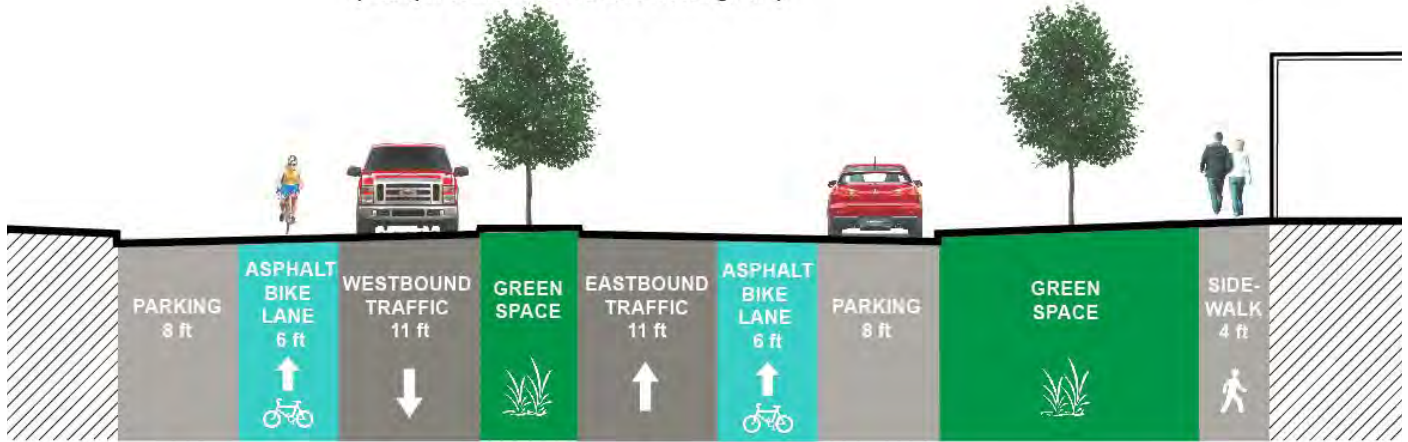 PARKING
8 ft
ASPHALT
BIKE
LANE
6 ft
WESTBOUND
TRAFFIC
11 ft
GREEN
SPACE
EASTBOUND
TRAFFIC
11 ft
ASPHALT
BIKE
LANE
6 ft
PARKING
8 ft
GREEN
SPACE
SIDE-
WALK
4 ft